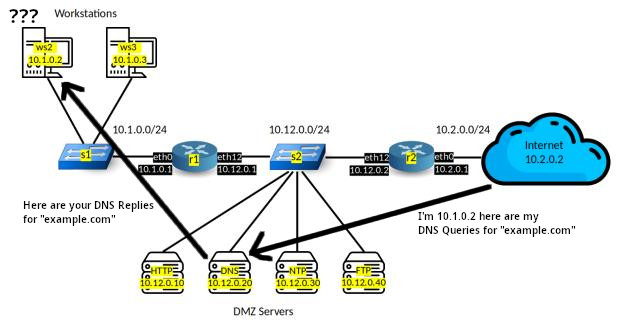 ??? Workstations
ws2
10.1.0.2
ws3
10.1.0.3
10.1.0.0/24
10.12.0.0/24
10.2.0.0/24
Internet
10.2.0.2
s1
eth0
10.1.0.1
r1
eth12
10.12.0.1
s2
eth12
10.12.0.2
r2
eth0
10.2.0.1
Here are your DNS Replies
for "example.com"
I'm 10.1.0.2 here are my
DNS Queries for "example.com"
HTTP
10.12.0.10
DNS
10.12.0.20
NTP
10.12.0.30
FTP
10.12.0.40
DMZ Servers